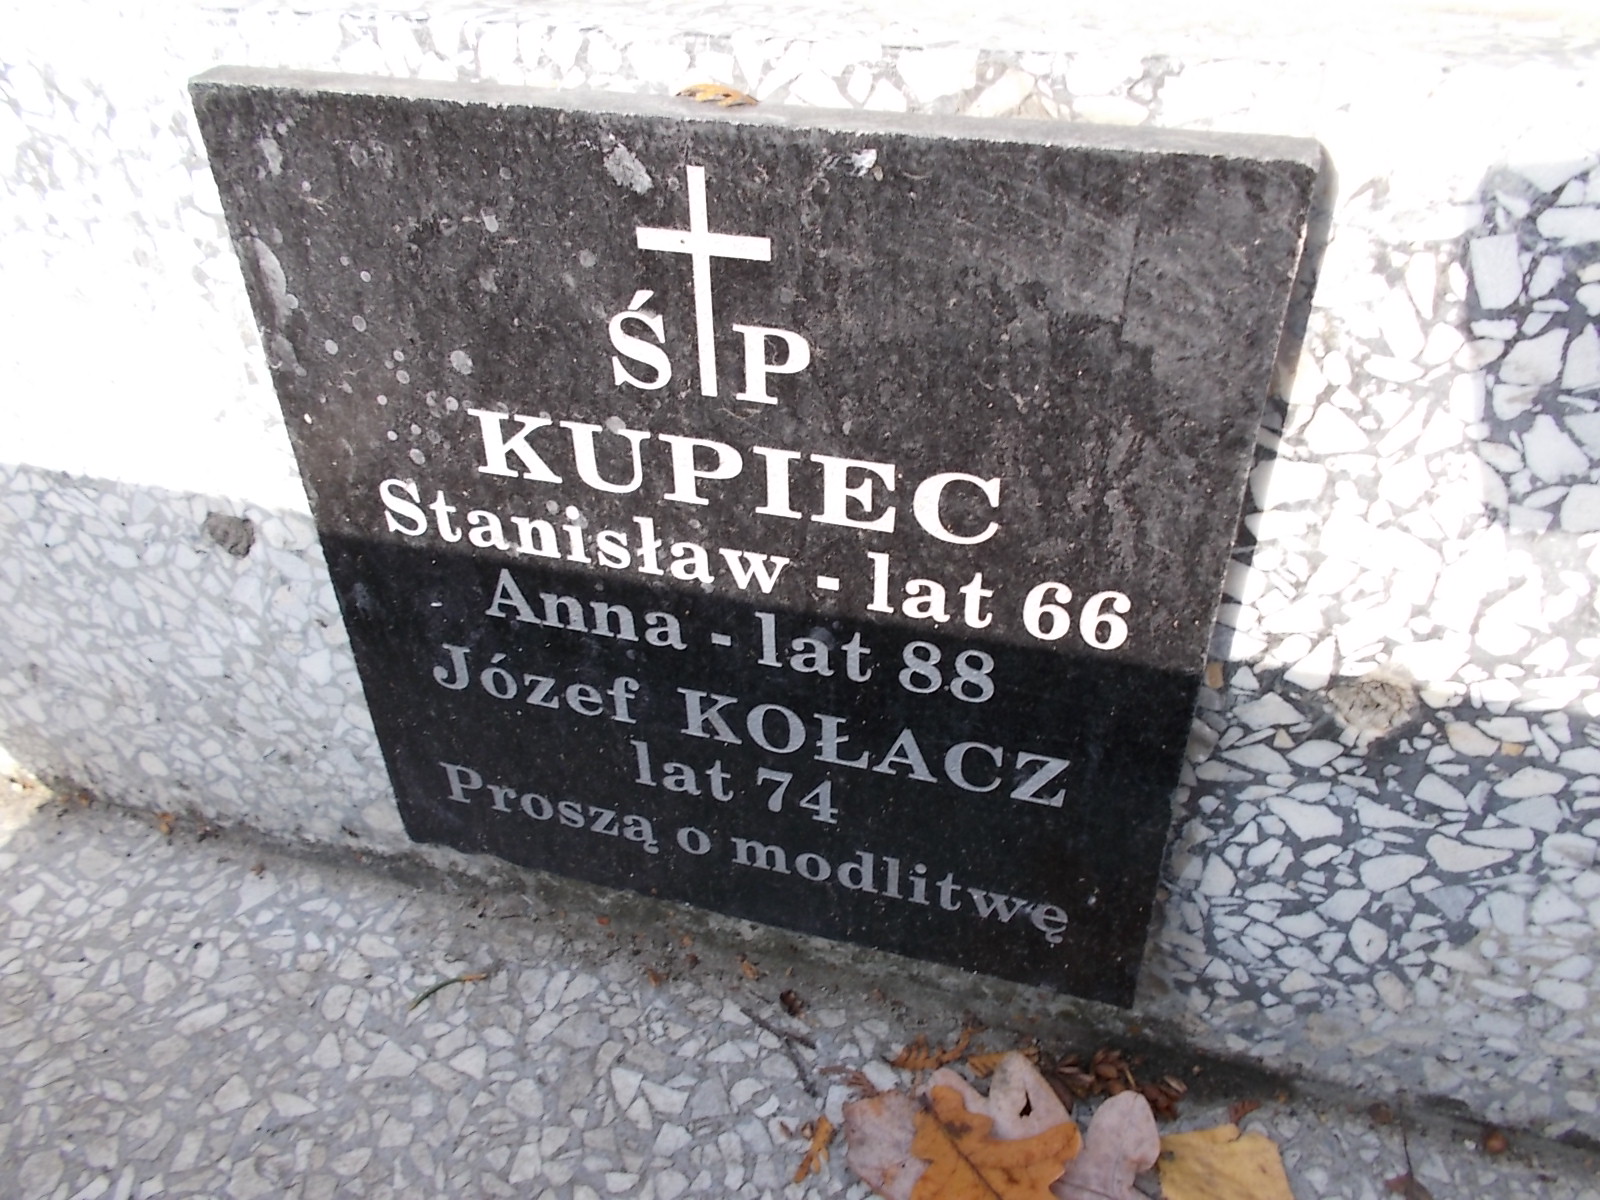 Ś P
KUPIEC
Stanisław - lat 66
Anna - lat 88
Józef KOŁACZ
lat 74
Proszą o modlitwę